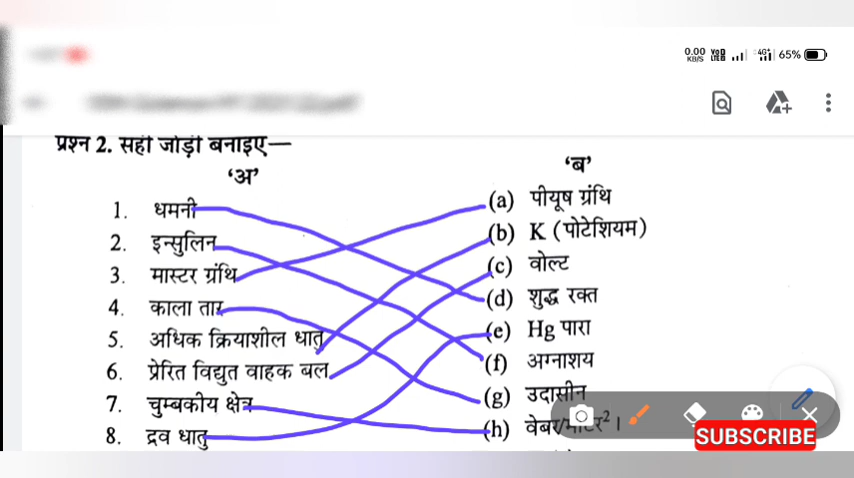 0.00 KB/S VoD LTE 4G+ 65%
प्रश्न 2. सही जोड़ी बनाइए—
‘अ’ ‘ब’
1. धमनी (a) पीयूष ग्रंथि
2. इन्सुलिन (b) K (पोटेशियम)
3. मास्टर ग्रंथि (c) वोल्ट
4. काला तार (d) शुद्ध रक्त
5. अधिक क्रियाशील धातु (e) Hg पारा
6. प्रेरित विद्युत वाहक बल (f) अग्नाशय
7. चुम्बकीय क्षेत्र (g) उदासीन
8. द्रव धातु (h) वेबर/मीटर² ।
SUBSCRIBE